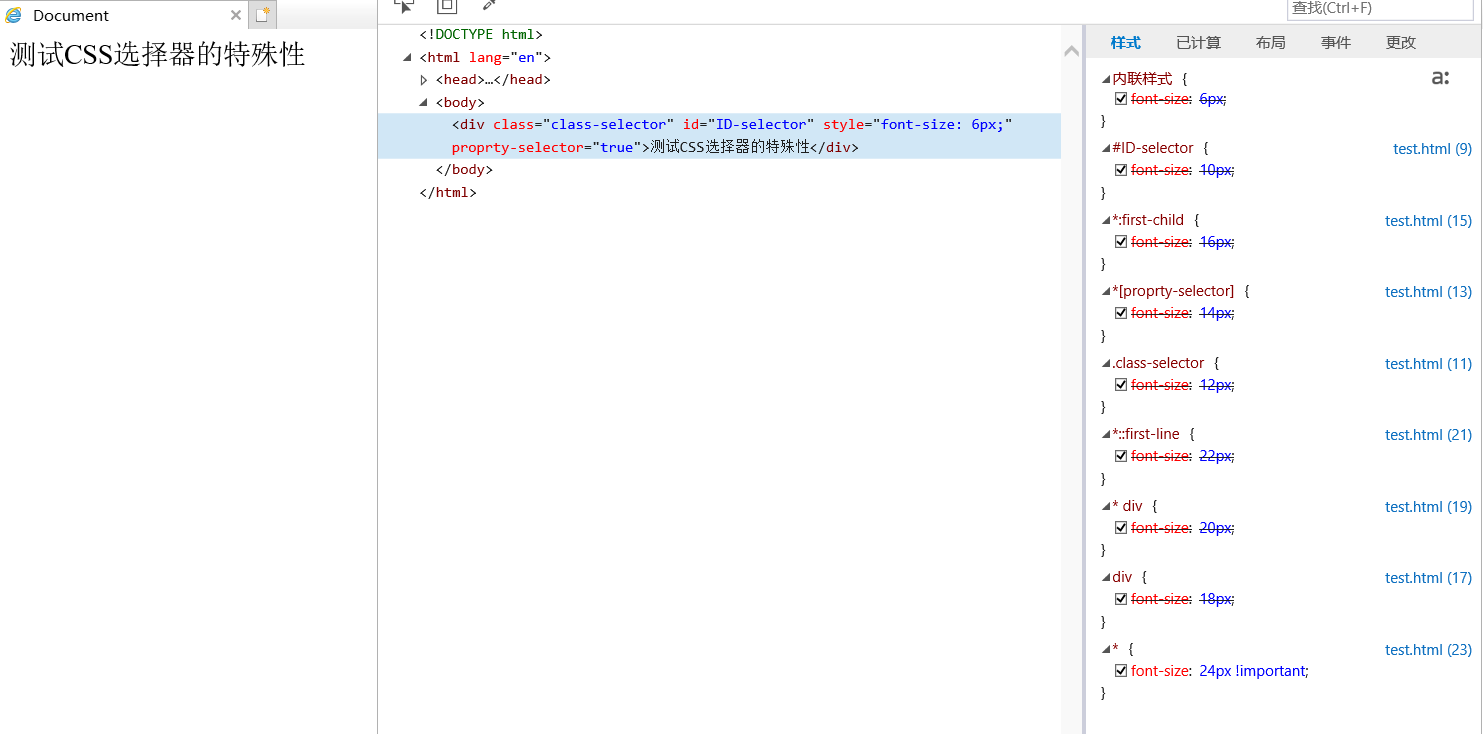 Document
测试CSS选择器的特殊性
查找(Ctrl+F)
<!DOCTYPE html>
<html lang="en">
<head>…</head>
<body>
<div class="class-selector" id="ID-selector" style="font-size: 6px;"
proprty-selector="true">测试CSS选择器的特殊性</div>
</body>
</html>
样式 已计算 布局 事件 更改
a:
内联样式 {
font-size: 6px;
}
#ID-selector { test.html (9)
font-size: 10px;
}
*:first-child { test.html (15)
font-size: 16px;
}
*[proprty-selector] { test.html (13)
font-size: 14px;
}
.class-selector { test.html (11)
font-size: 12px;
}
*::first-line { test.html (21)
font-size: 22px;
}
* div { test.html (19)
font-size: 20px;
}
div { test.html (17)
font-size: 18px;
}
* { test.html (23)
font-size: 24px !important;
}